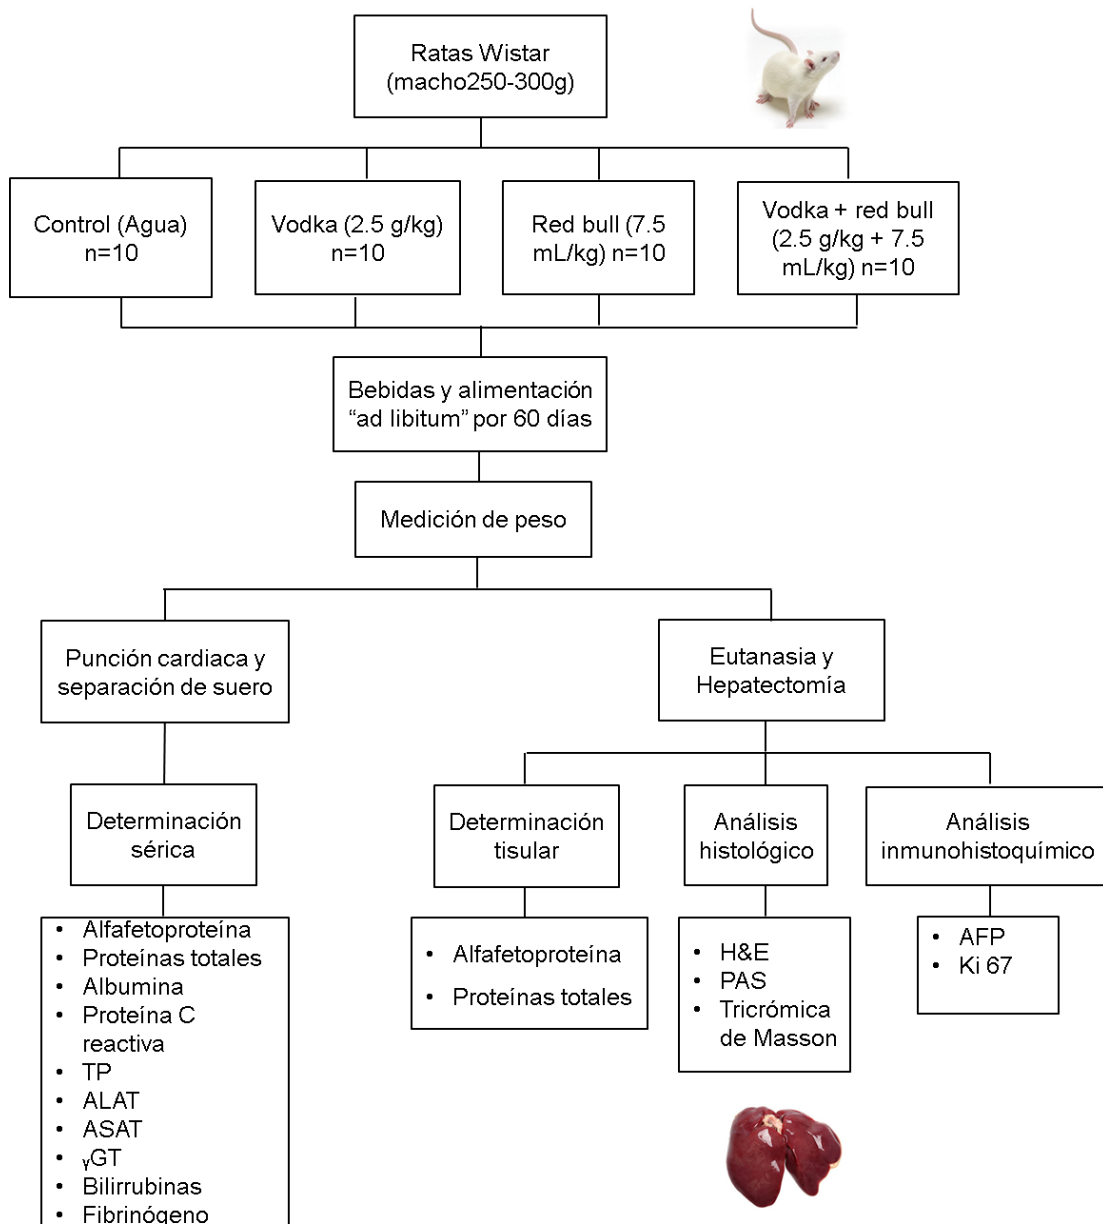 Ratas Wistar
(macho250-300g)
Control (Agua)
n=10
Vodka (2.5 g/kg)
n=10
Red bull (7.5
mL/kg) n=10
Vodka + red bull
(2.5 g/kg + 7.5
mL/kg) n=10
Bebidas y alimentación
“ad libitum” por 60 días
Medición de peso
Punción cardiaca y
separación de suero
Eutanasia y
Hepatectomía
Determinación
sérica
Determinación
tisular
Análisis
histológico
Análisis
inmunohistoquímico
• Alfafetoproteína
• Proteínas totales
• Albumina
• Proteína C
reactiva
• TP
• ALAT
• ASAT
• γGT
• Bilirrubinas
• Fibrinógeno
• Alfafetoproteína
• Proteínas totales
• H&E
• PAS
• Tricrómica
de Masson
• AFP
• Ki 67